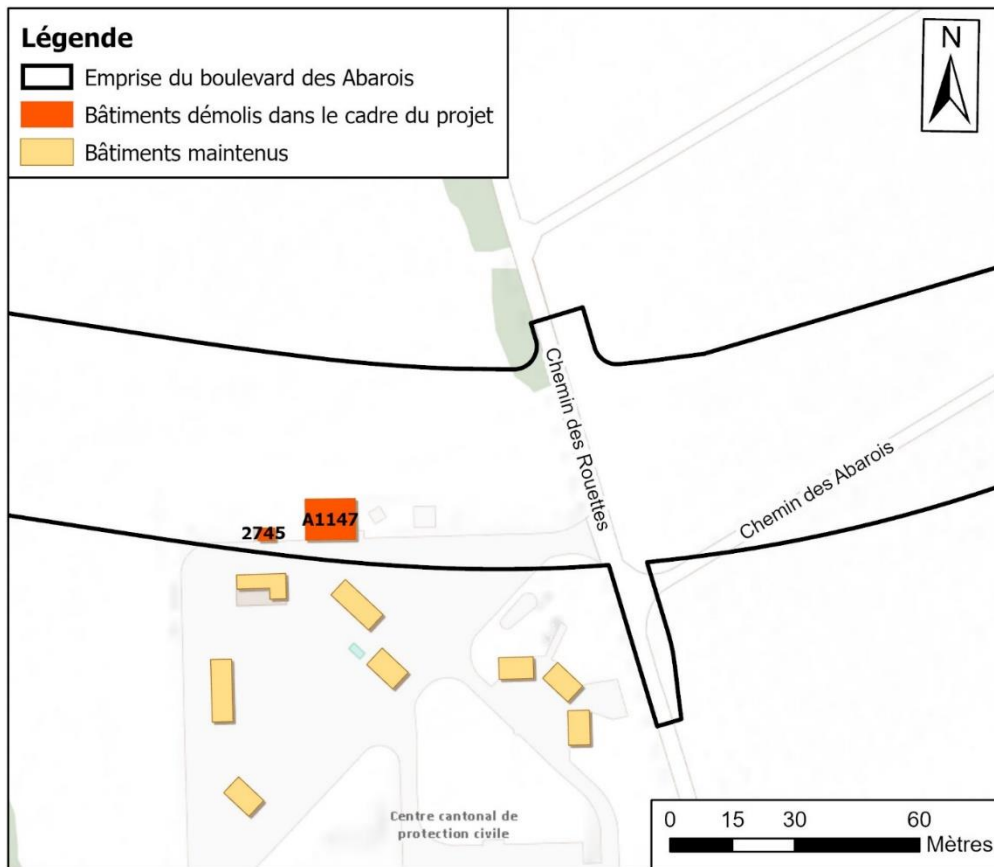 Légende
Emprise du boulevard des Abarois
Bâtiments démolis dans le cadre du projet
Bâtiments maintenus
N
Chemin des Rouettes
Chemin des Abarois
2745
A1147
Centre cantonal de
protection civile
0 15 30 60
Mètres